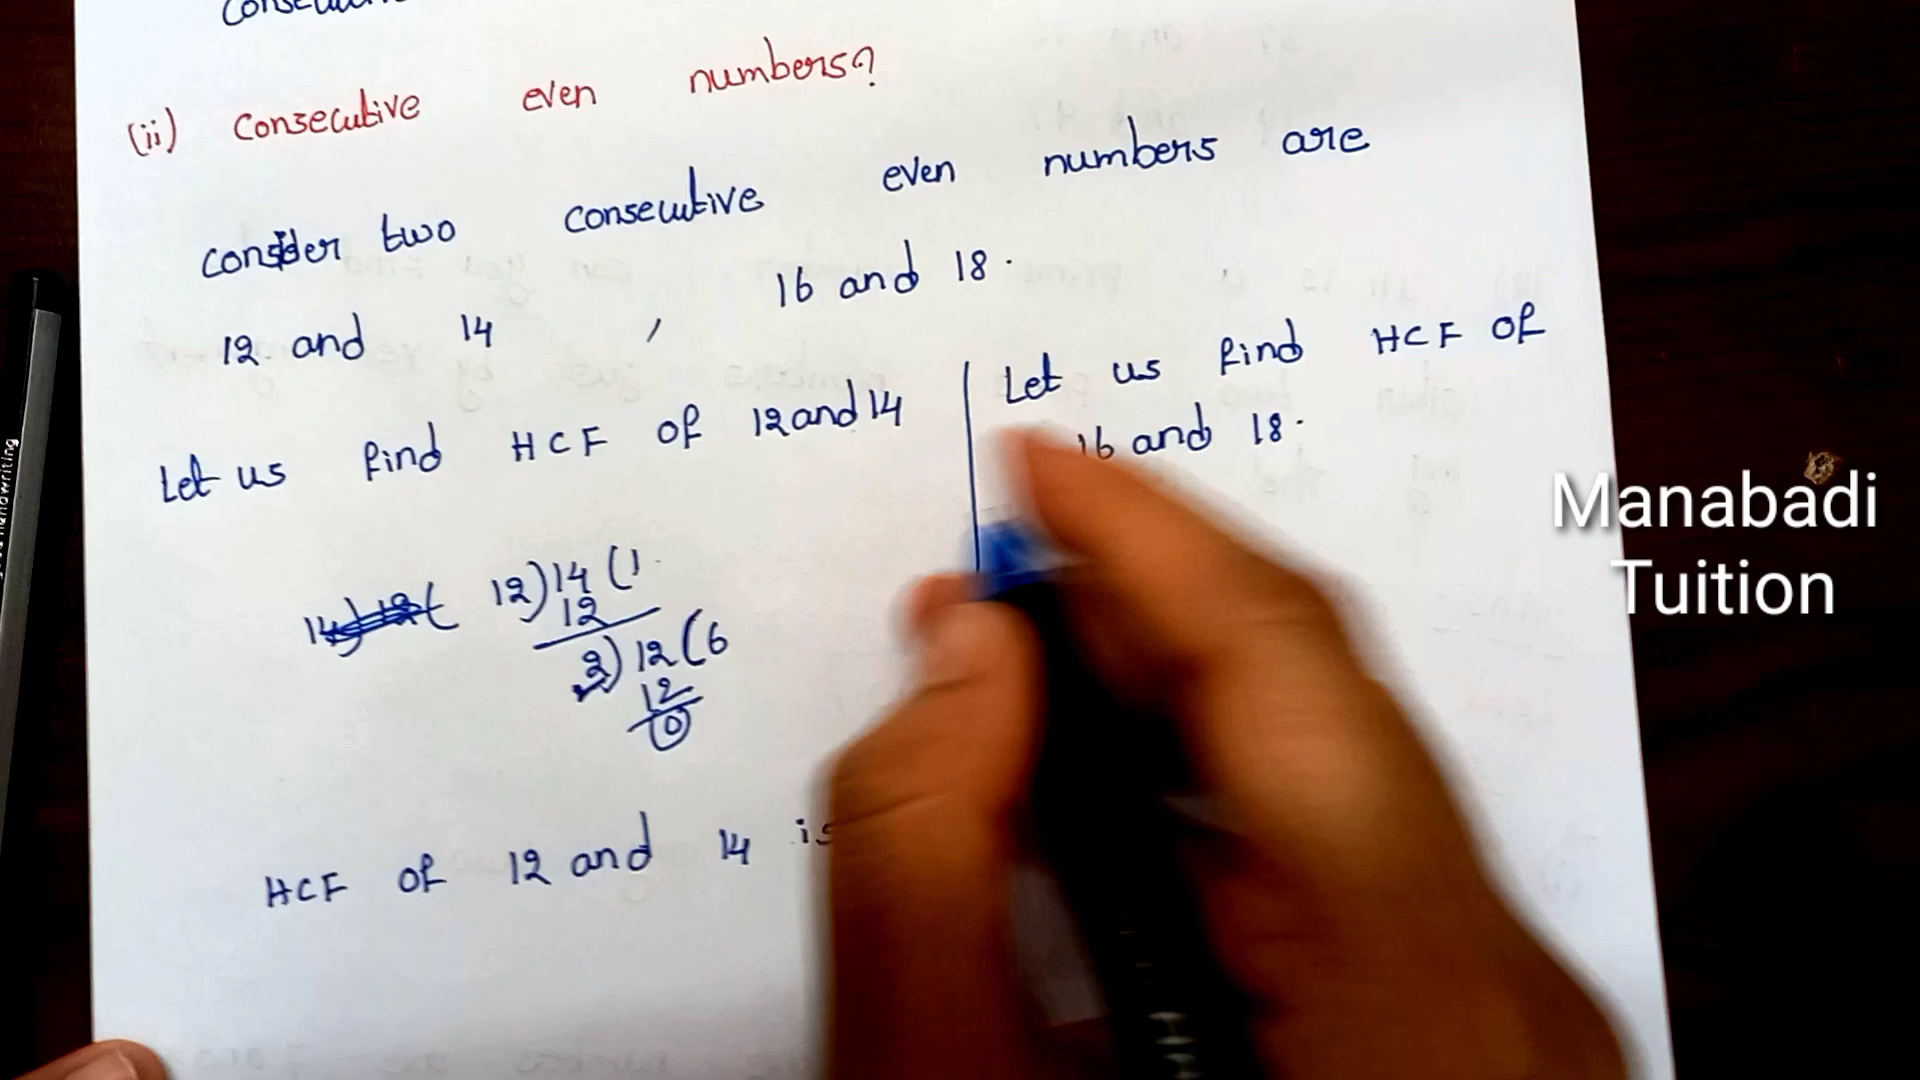 (ii) Consecutive even numbers?
Consider two consecutive even numbers are
12 and 14 , 16 and 18.
Let us find HCF of 12 and 14
12)14(1
12
2)12(6
12
0
HCF of 12 and 14 is
Let us find HCF of
16 and 18.
Manabadi
Tuition